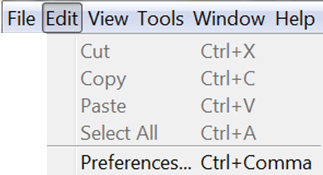 File Edit View Tools Window Help
Cut Ctrl+X
Copy Ctrl+C
Paste Ctrl+V
Select All Ctrl+A
Preferences... Ctrl+Comma